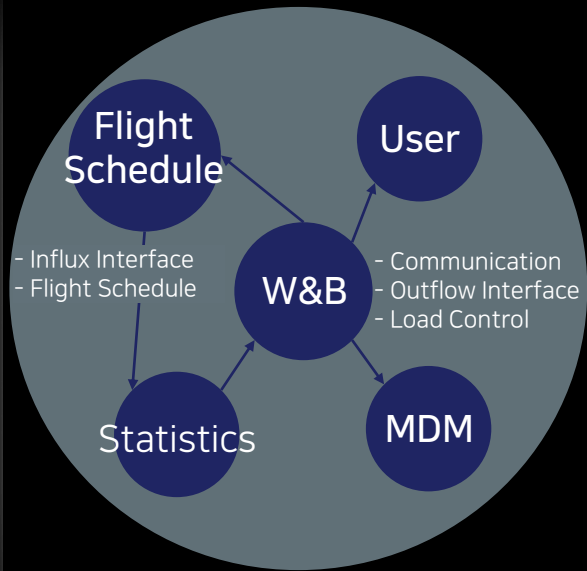 Flight
Schedule
User
- Influx Interface
- Flight Schedule
W&B
- Communication
- Outflow Interface
- Load Control
Statistics
MDM